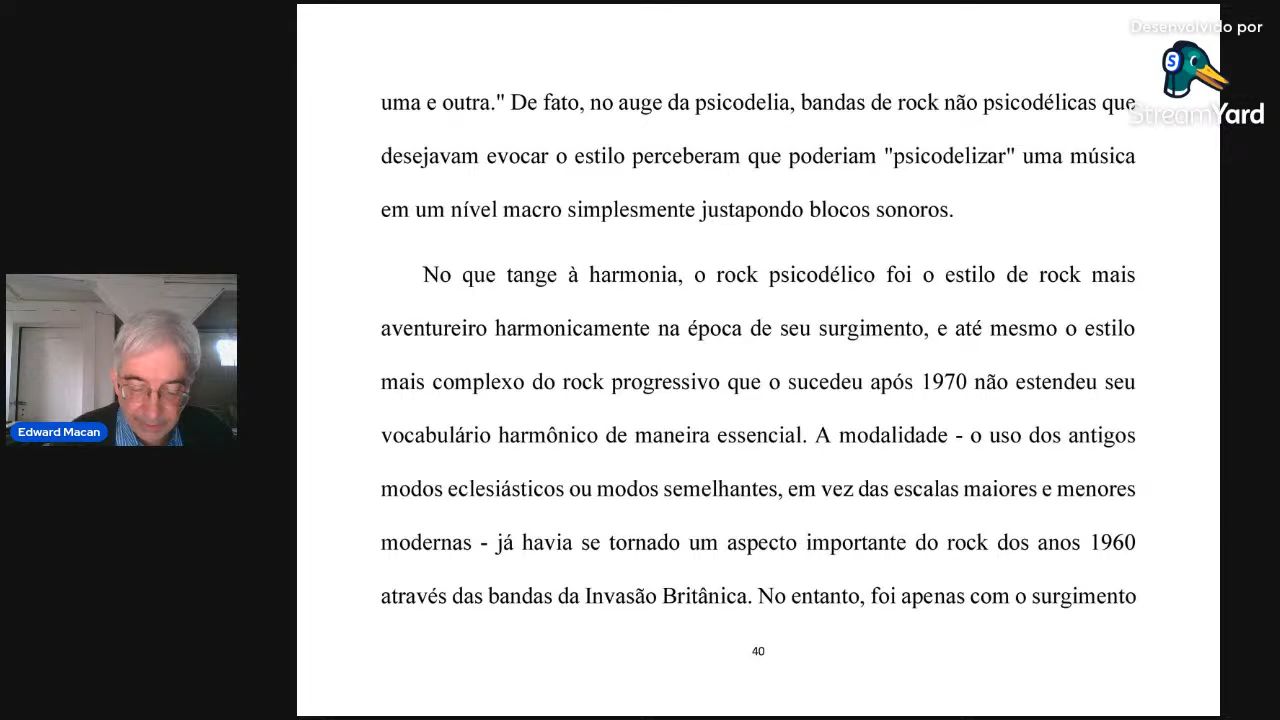 Desenvolvido por
StreamYard
uma e outra." De fato, no auge da psicodelia, bandas de rock não psicodélicas que
desejavam evocar o estilo perceberam que poderiam "psicodelizar" uma música
em um nível macro simplesmente justapondo blocos sonoros.
No que tange à harmonia, o rock psicodélico foi o estilo de rock mais
aventureiro harmonicamente na época de seu surgimento, e até mesmo o estilo
mais complexo do rock progressivo que o sucedeu após 1970 não estendeu seu
vocabulário harmônico de maneira essencial. A modalidade - o uso dos antigos
modos eclesiásticos ou modos semelhantes, em vez das escalas maiores e menores
modernas - já havia se tornado um aspecto importante do rock dos anos 1960
através das bandas da Invasão Britânica. No entanto, foi apenas com o surgimento
40
Edward Macan
S